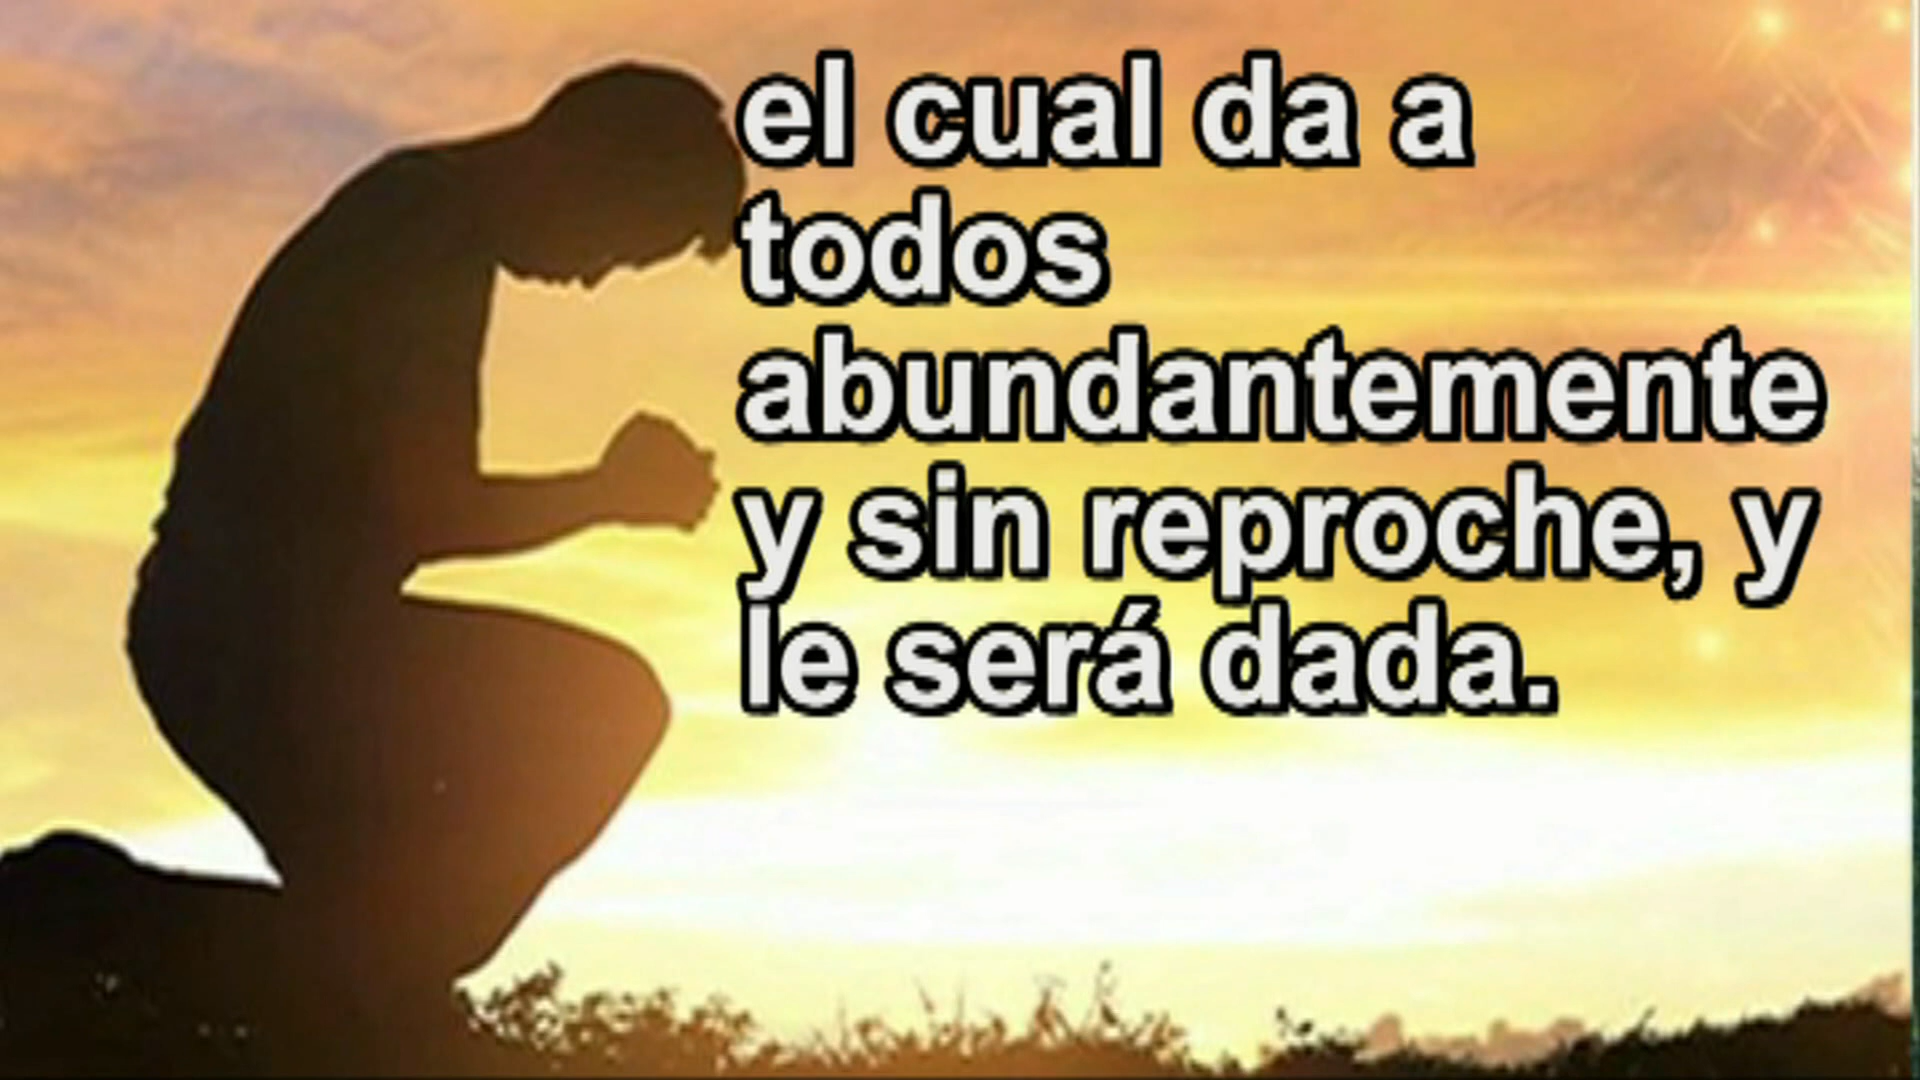 el cual da a
todos
abundantemente
y sin reproche, y
le será dada.